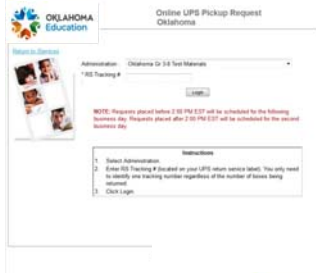 OKLAHOMA
Education
Online UPS Pickup Request
Oklahoma
Return to Services
Administration Oklahoma Gr 3-8 Test Materials
* RS Tracking #
Login
NOTE: Requests placed before 2:00 PM EST will be scheduled for the following
business day. Requests placed after 2:00 PM EST will be scheduled for the second
business day.
Instructions
1. Select Administration.
2. Enter RS Tracking # (located on your UPS return service label). You only need
to identify one tracking number regardless of the number of boxes being
returned.
3. Click Login.